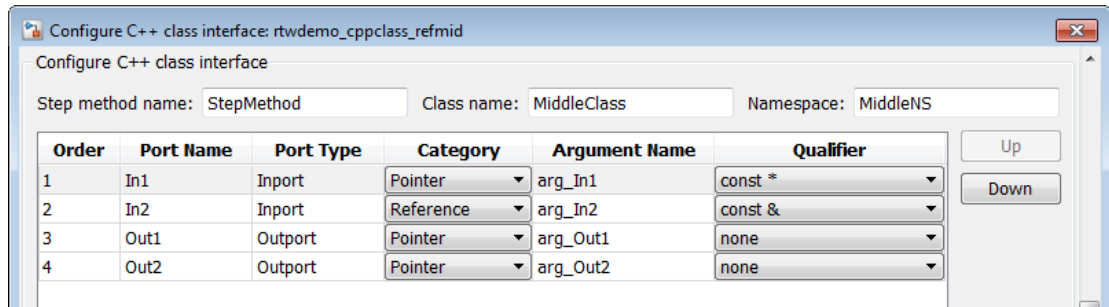 Configure C++ class interface: rtwdemo_cppclass_refmid
Configure C++ class interface
Step method name: StepMethod Class name: MiddleClass Namespace: MiddleNS
Order Port Name Port Type Category Argument Name Qualifier Up
1 In1 Inport Pointer arg_In1 const * Down
2 In2 Inport Reference arg_In2 const &
3 Out1 Outport Pointer arg_Out1 none
4 Out2 Outport Pointer arg_Out2 none